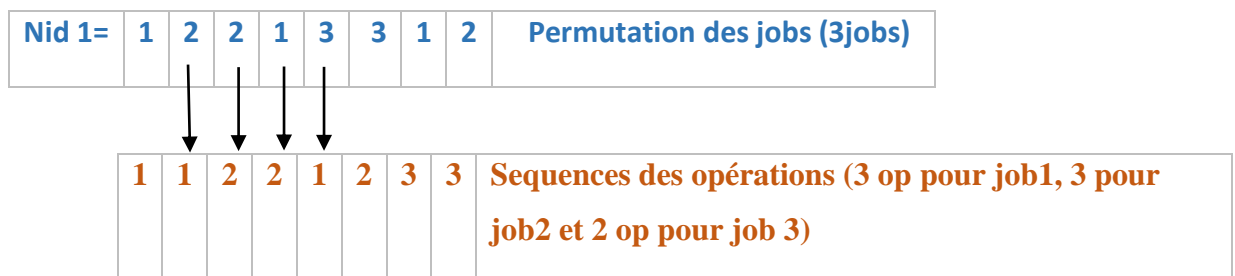 Nid 1= 1 2 2 1 3 3 1 2 Permutation des jobs (3jobs)
1 1 2 2 1 2 3 3 Sequences des opérations (3 op pour job1, 3 pour
job2 et 2 op pour job 3)